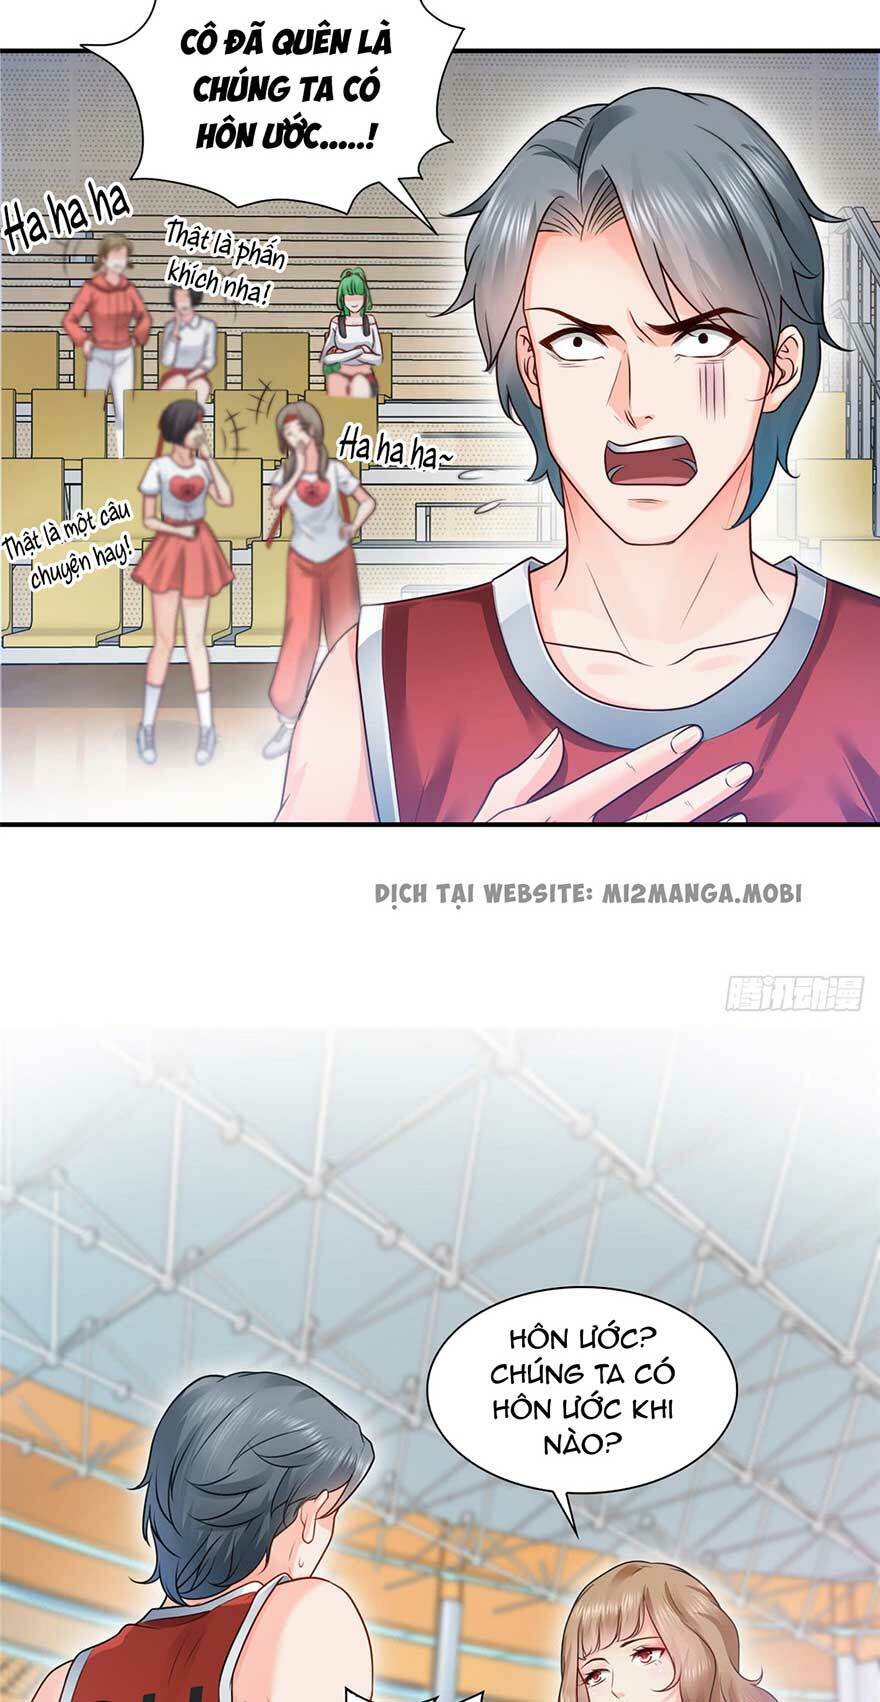 CÔ ĐÃ QUÊN LÀ
CHÚNG TA CÓ
HÔN ƯỚC.....!
Ha ha ha
Thật là phấn
khích nha!
Ha ha ha~
Thật là một câu
chuyện hay!
DỊCH TẠI WEBSITE: MI2MANGA.MOBI
腾讯动漫
HÔN ƯỚC?
CHÚNG TA CÓ
HÔN ƯỚC KHI
NÀO?